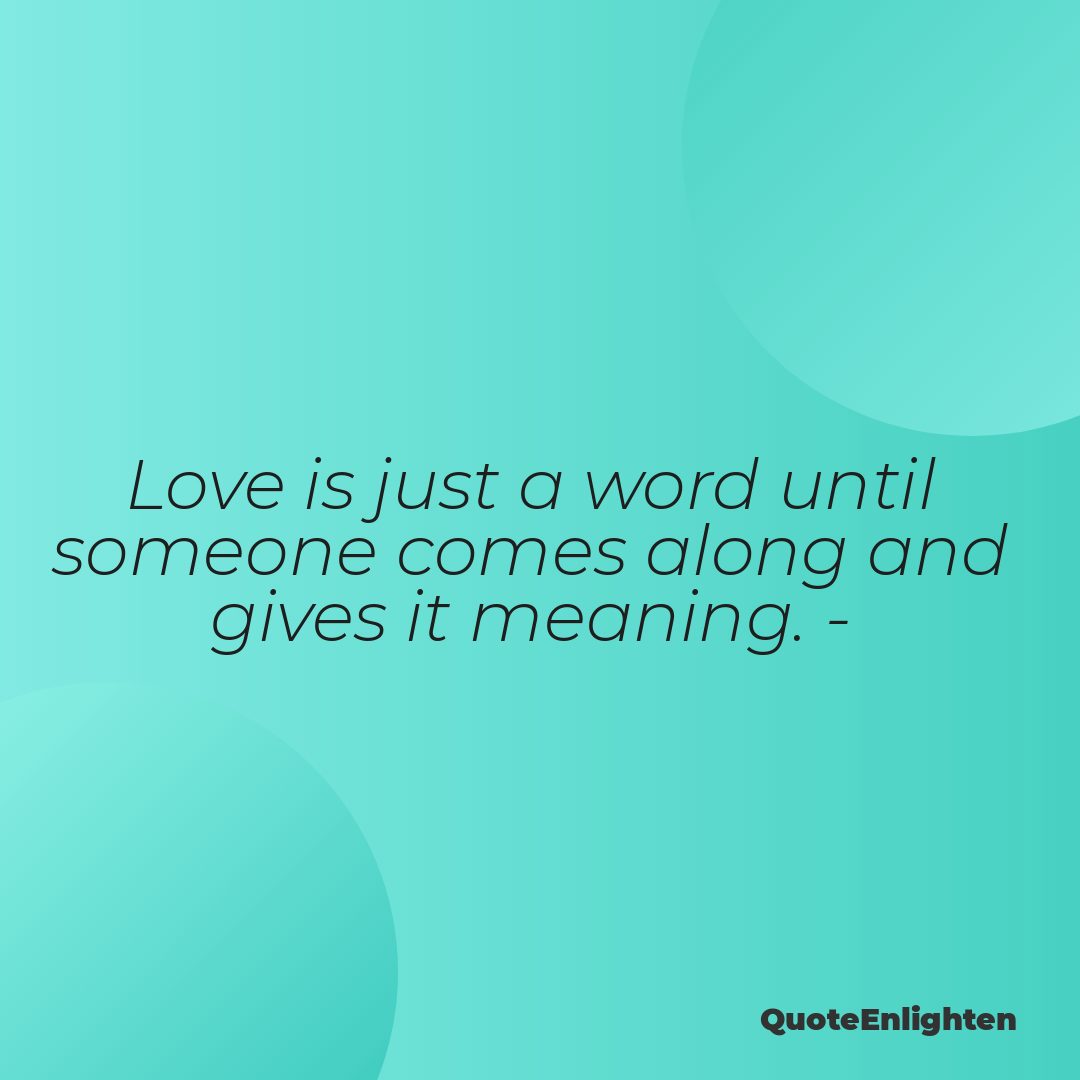 Love is just a word until
someone comes along and
gives it meaning. -
QuoteEnlighten